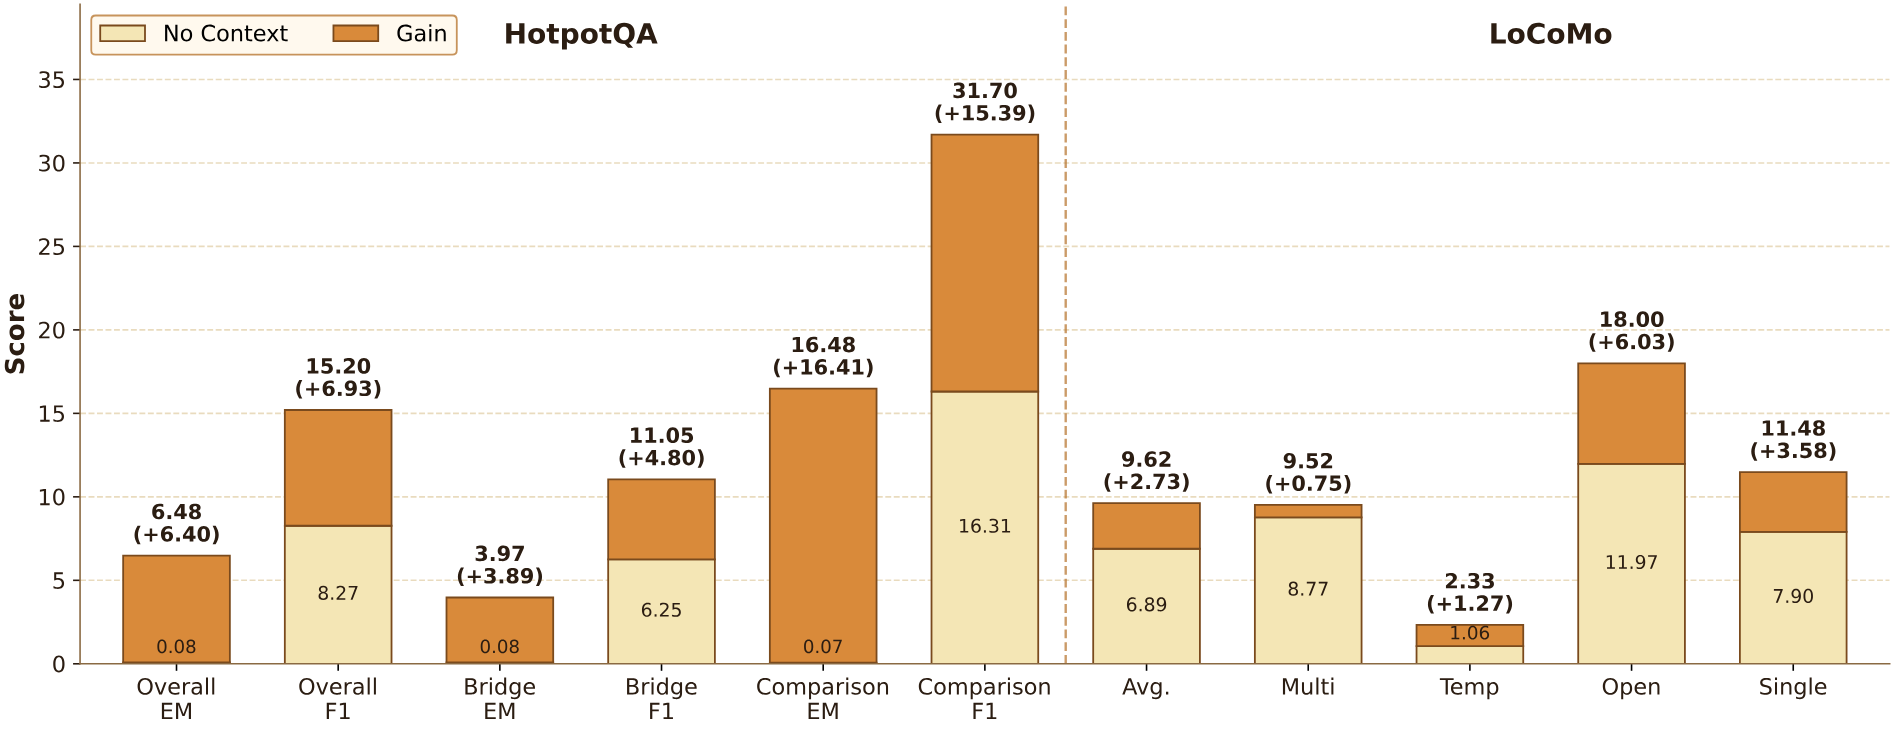 No Context
Gain
HotpotQA
LoCoMo
Score
35
30
25
20
15
10
5
0
6.48
(+6.40)
0.08
15.20
(+6.93)
8.27
3.97
(+3.89)
0.08
11.05
(+4.80)
6.25
16.48
(+16.41)
0.07
31.70
(+15.39)
16.31
9.62
(+2.73)
6.89
9.52
(+0.75)
8.77
2.33
(+1.27)
1.06
18.00
(+6.03)
11.97
11.48
(+3.58)
7.90
Overall
EM
Overall
F1
Bridge
EM
Bridge
F1
Comparison
EM
Comparison
F1
Avg.
Multi
Temp
Open
Single